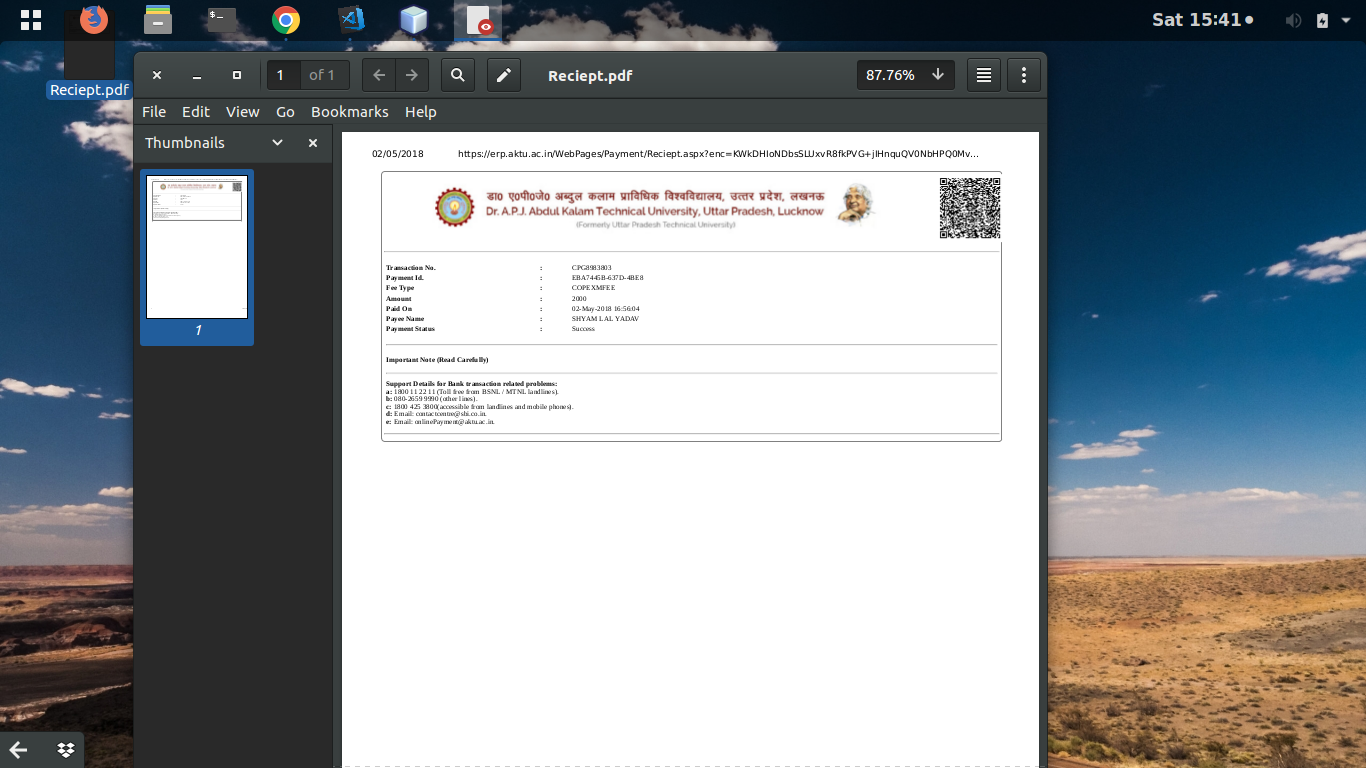 Sat 15:41
Reciept.pdf
1 of 1
Reciept.pdf
87.76%
File Edit View Go Bookmarks Help
Thumbnails
1
02/05/2018 https://erp.aktu.ac.in/WebPages/Payment/Reciept.aspx?enc=KWkDHIoNDbsSLUxvR8fkPVG+jIHnquQV0NbHPQ0Mv...
डा0 ए0पी0जे0 अब्दुल कलाम प्राविधिक विश्वविद्यालय, उत्तर प्रदेश, लखनऊ
Dr. A.P.J. Abdul Kalam Technical University, Uttar Pradesh, Lucknow
(Formerly Uttar Pradesh Technical University)
Transaction No. : CPG8983803
Payment Id. : EBA7445B-637D-4BE8
Fee Type : COPEXMFEE
Amount : 2000
Paid On : 02-May-2018 16:56:04
Payee Name : SHYAM LAL YADAV
Payment Status : Success
Important Note (Read Carefully)
Support Details for Bank transaction related problems:
a: 1800 11 22 11 (Toll free from BSNL / MTNL landlines).
b: 080-2659 9990 (other lines).
c: 1800 425 3800(accessible from landlines and mobile phones).
d: Email: contactcentre@sbi.co.in.
e: Email: onlinePayment@aktu.ac.in.